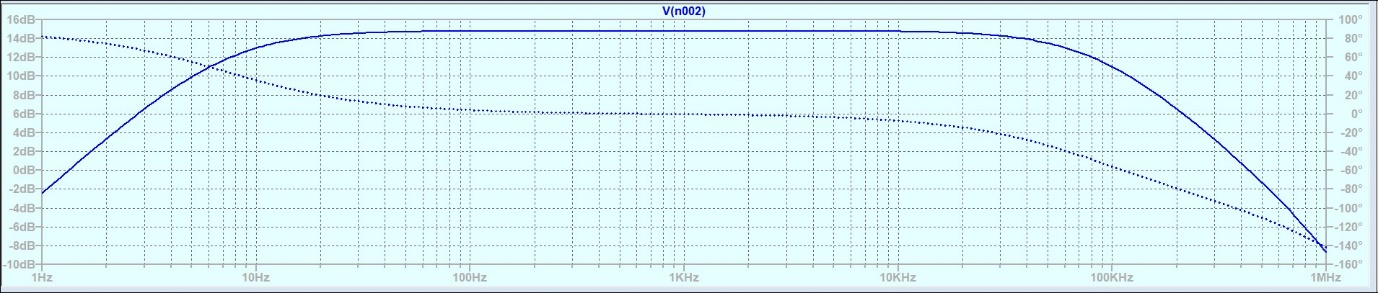 V(n002)
16dB 100°
14dB 80°
12dB 60°
10dB 40°
8dB 20°
6dB 0°
4dB -20°
2dB -40°
0dB -60°
-2dB -80°
-4dB -100°
-6dB -120°
-8dB -140°
-10dB -160°
1Hz 10Hz 100Hz 1KHz 10KHz 100KHz 1MHz